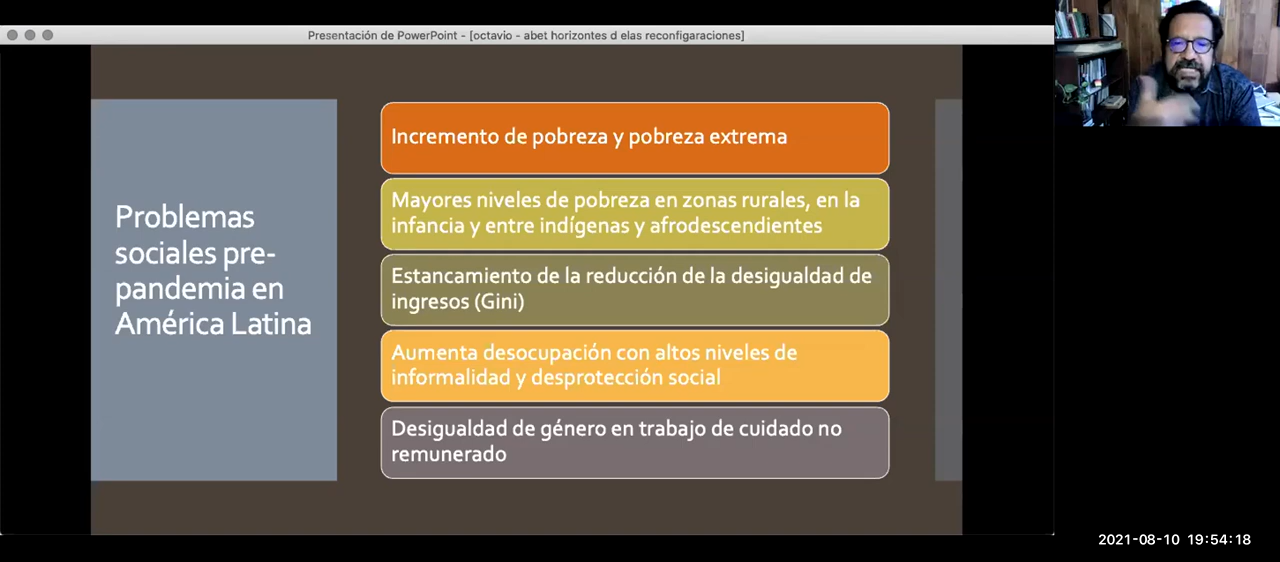 Presentación de PowerPoint - [octavio - abet horizontes d elas reconfigaraciones]
Problemas
sociales pre-
pandemia en
América Latina
Incremento de pobreza y pobreza extrema
Mayores niveles de pobreza en zonas rurales, en la
infancia y entre indígenas y afrodescendientes
Estancamiento de la reducción de la desigualdad de
ingresos (Gini)
Aumenta desocupación con altos niveles de
informalidad y desprotección social
Desigualdad de género en trabajo de cuidado no
remunerado
2021-08-10 19:54:18